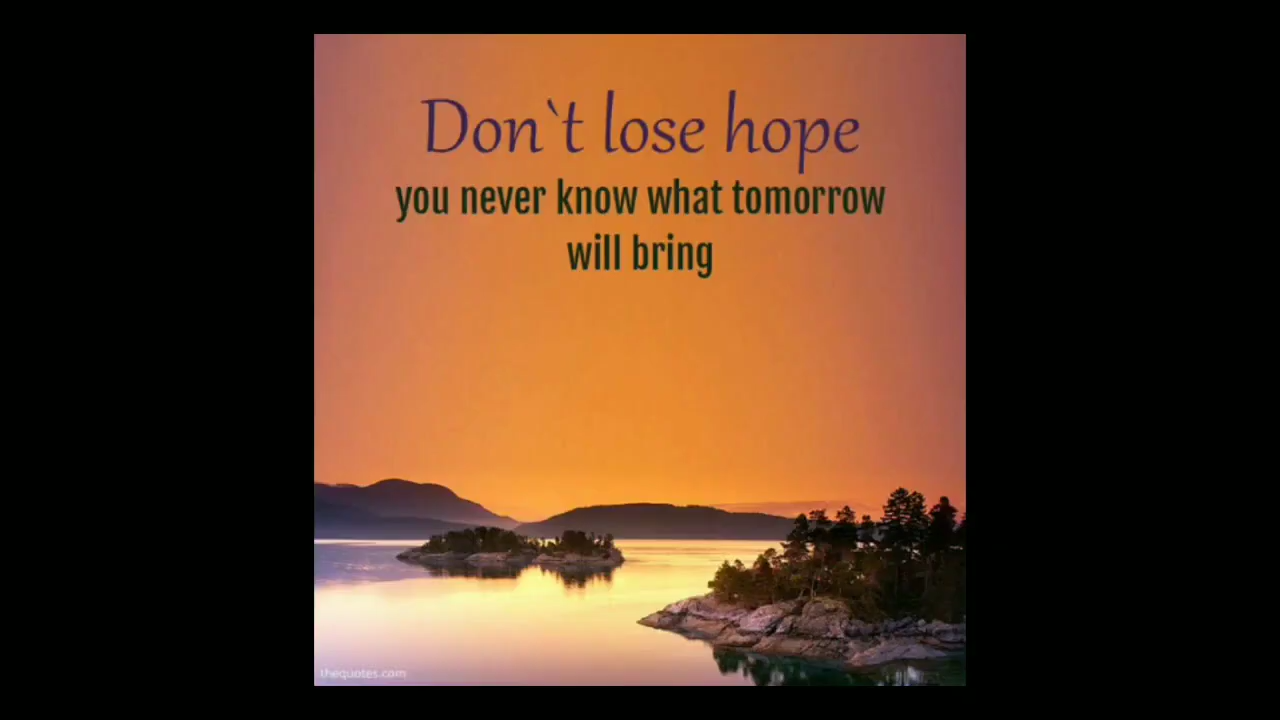 Don`t lose hope
you never know what tomorrow
will bring
thequotes.com